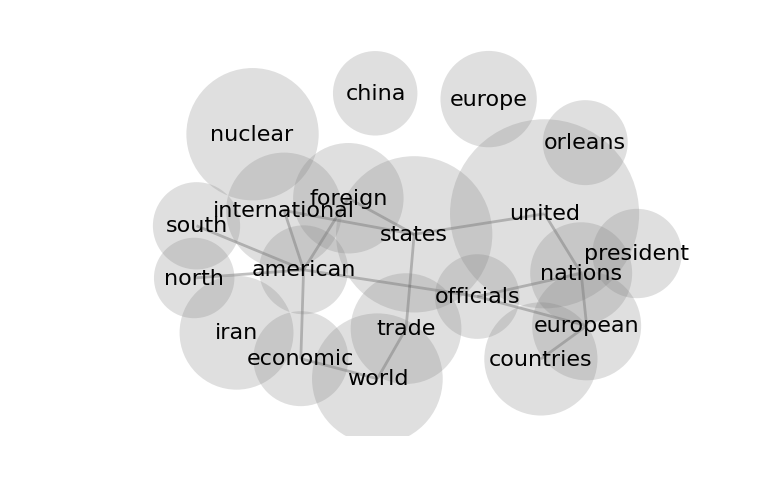 china
europe
nuclear
orleans
foreign
international
united
south
states
president
american
nations
north
officials
iran
trade
european
economic
countries
world